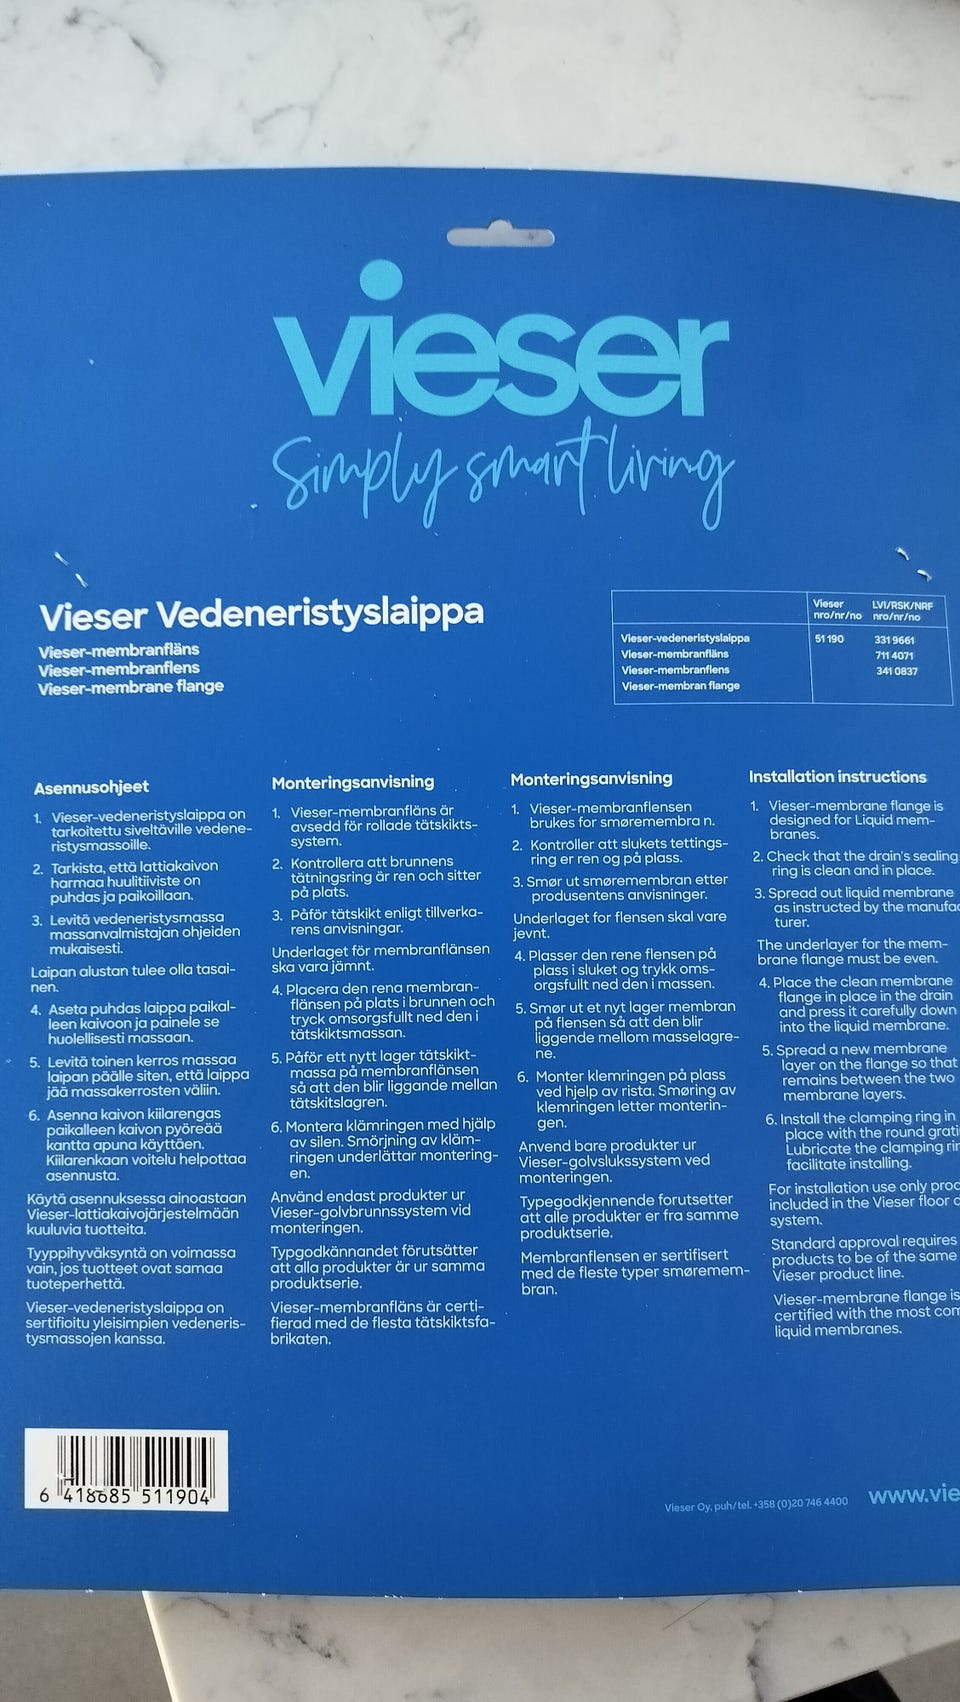 vieser
Simply smart living
Vieser Vedeneristyslaippa
Vieser-membranfläns
Vieser-membranflens
Vieser-membrane flange
Vieser LVI/RSK/NRF
nro/nr/no nro/nr/no
Vieser-vedeneristyslaippa 51 190 331 9661
Vieser-membranfläns 711 4071
Vieser-membranflens 341 0837
Vieser-membran flange
Asennusohjeet
1. Vieser-vedeneristyslaippa on
tarkoitettu siveltäville vedene-
ristysmassoille.
2. Tarkista, että lattiakaivon
harmaa huulitiiviste on
puhdas ja paikoillaan.
3. Levitä vedeneristysmassa
massanvalmistajan ohjeiden
mukaisesti.
Laipan alustan tulee olla tasai-
nen.
4. Aseta puhdas laippa paikal-
leen kaivoon ja painele se
huolellisesti massaan.
5. Levitä toinen kerros massaa
laipan päälle siten, että laippa
jää massakerrosten väliin.
6. Asenna kaivon kiilarengas
paikalleen kaivon pyöreää
kantta apuna käyttäen.
Kiilarenkaan voitelu helpottaa
asennusta.
Käytä asennuksessa ainoastaan
Vieser-lattiakaivojärjestelmään
kuuluvia tuotteita.
Tyyppihyväksyntä on voimassa
vain, jos tuotteet ovat samaa
tuoteperhettä.
Vieser-vedeneristyslaippa on
sertifioitu yleisimpien vedeneris-
tysmassojen kanssa.
Monteringsanvisning
1. Vieser-membranfläns är
avsedd för rollade tätskikts-
system.
2. Kontrollera att brunnens
tätningsring är ren och sitter
på plats.
3. Påför tätskikt enligt tillverka-
rens anvisningar.
Underlaget för membranflänsen
ska vara jämnt.
4. Placera den rena membran-
flänsen på plats i brunnen och
tryck omsorgsfullt ned den i
tätskiktsmassan.
5. Påför ett nytt lager tätskikt-
massa på membranflänsen
så att den blir liggande mellan
tätskitslagren.
6. Montera klämringen med hjälp
av silen. Smörjning av kläm-
ringen underlättar montering-
en.
Använd endast produkter ur
Vieser-golvbrunnssystem vid
monteringen.
Typgodkännandet förutsätter
att alla produkter är ur samma
produktserie.
Vieser-membranfläns är certi-
fierad med de flesta tätskiktsfa-
brikaten.
Monteringsanvisning
1. Vieser-membranflensen
brukes for smøremembra n.
2. Kontrôller att slukets tettings-
ring er ren og på plass.
3. Smør ut smøremembran etter
produsentens anvisninger.
Underlaget for flensen skal vare
jevnt.
4. Plasser den rene flensen på
plass i sluket og trykk oms-
orgsfullt ned den i massen.
5. Smør ut et nyt lager membran
på flensen så att den blir
liggende mellom masselagre-
ne.
6. Monter klemringen på plass
ved hjelp av rista. Smøring av
klemringen letter monterin-
gen.
Anvend bare produkter ur
Vieser-golvslukssystem ved
monteringen.
Typegodkjennende forutsetter
att alle produkter er fra samme
produktserie.
Membranflensen er sertifisert
med de fleste typer smøremem-
bran.
Installation instructions
1. Vieser-membrane flange is
designed for Liquid mem-
branes.
2. Check that the drain's sealing
ring is clean and in place.
3. Spread out liquid membrane
as instructed by the manufac
turer.
The underlayer for the mem-
brane flange must be even.
4. Place the clean membrane
flange in place in the drain
and press it carefully down
into the liquid membrane.
5. Spread a new membrane
layer on the flange so that
remains between the two
membrane layers.
6. Install the clamping ring in
place with the round grati
Lubricate the clamping rin
facilitate installing.
For installation use only proc
included in the Vieser floor d
system.
Standard approval requires
products to be of the same
Vieser product line.
Vieser-membrane flange is
certified with the most com
liquid membranes.
6 418685 511904
Vieser Oy, puh/tel. +358 (0)20 746 4400
www.vie